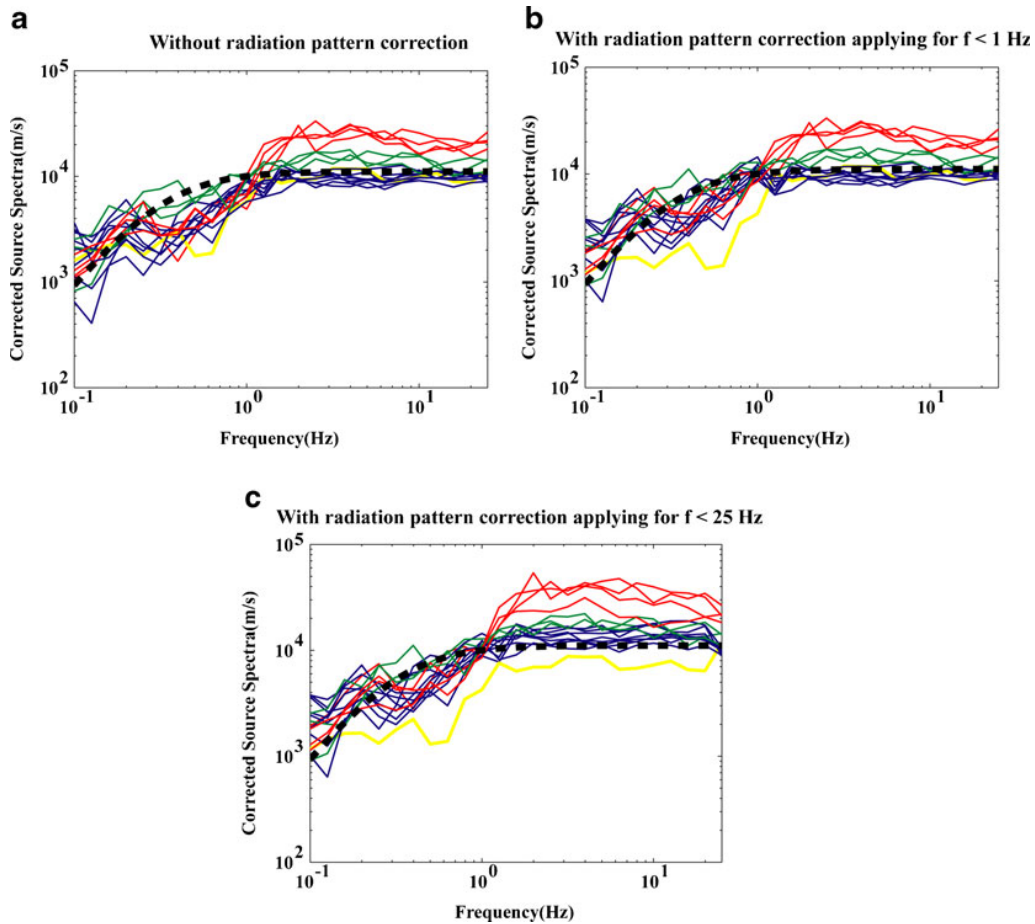 a
Without radiation pattern correction
10^5
10^4
10^3
10^2
10^-1
10^0
10^1
Corrected Source Spectra(m/s)
Frequency(Hz)
b
With radiation pattern correction applying for f < 1 Hz
10^5
10^4
10^3
10^2
10^-1
10^0
10^1
Corrected Source Spectra(m/s)
Frequency(Hz)
c
With radiation pattern correction applying for f < 25 Hz
10^5
10^4
10^3
10^2
10^-1
10^0
10^1
Corrected Source Spectra(m/s)
Frequency(Hz)